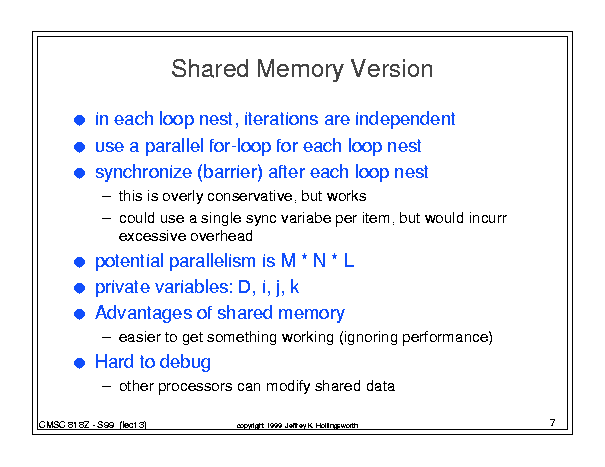 Shared Memory Version
● in each loop nest, iterations are independent
● use a parallel for-loop for each loop nest
● synchronize (barrier) after each loop nest
– this is overly conservative, but works
– could use a single sync variabe per item, but would incurr
excessive overhead
● potential parallelism is M * N * L
● private variables: D, i, j, k
● Advantages of shared memory
– easier to get something working (ignoring performance)
● Hard to debug
– other processors can modify shared data
CMSC 818Z - S99 (lect 3)
copyright 1999 Jeffrey K. Hollingsworth
7